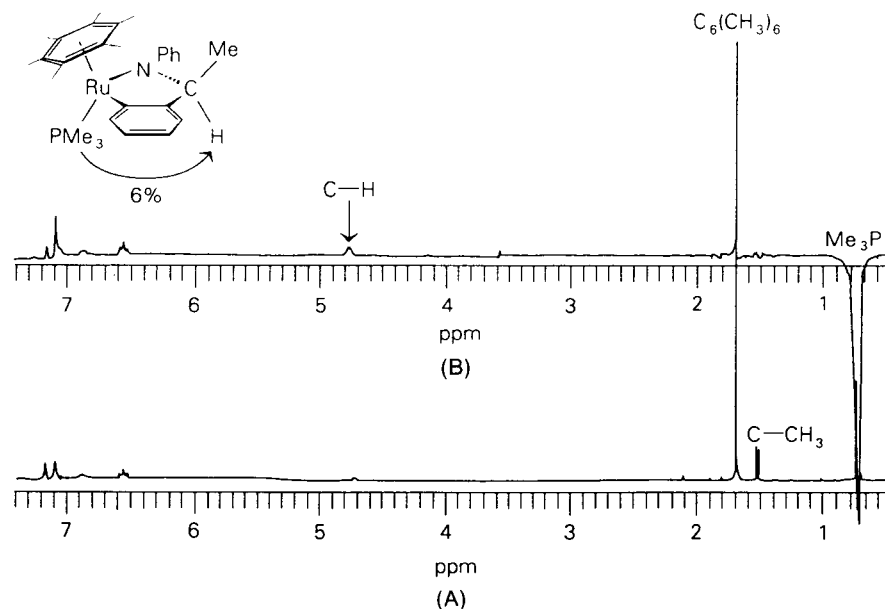 C₆(CH₃)₆
Ph
Me
N
C
Ru
H
PMe₃
6%
C—H
Me₃P
7 6 5 4 3 2 1
ppm
(B)
C—CH₃
7 6 5 4 3 2 1
ppm
(A)